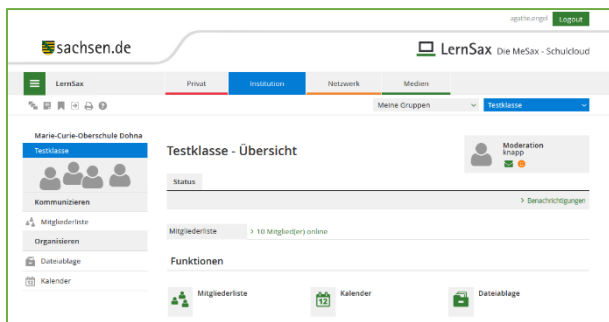 agathe.engel Logout
sachsen.de
LernSax Die MeSax - Schulcloud
LernSax Privat Institution Netzwerk Medien
Meine Gruppen Testklasse
Marie-Curie-Oberschule Dohna
Testklasse
Testklasse - Übersicht
Moderation
knapp
Status
> Benachrichtigungen
Kommunizieren
Mitgliederliste
Organisieren
Dateiablage
Kalender
Mitgliederliste > 10 Mitglied(er) online
Funktionen
Mitgliederliste
12 Kalender
Dateiablage